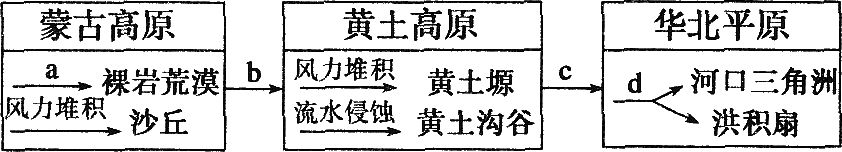 蒙古高原
a
裸岩荒漠
风力堆积
沙丘
b
黄土高原
风力堆积
黄土塬
流水侵蚀
黄土沟谷
c
华北平原
d
河口三角洲
洪积扇